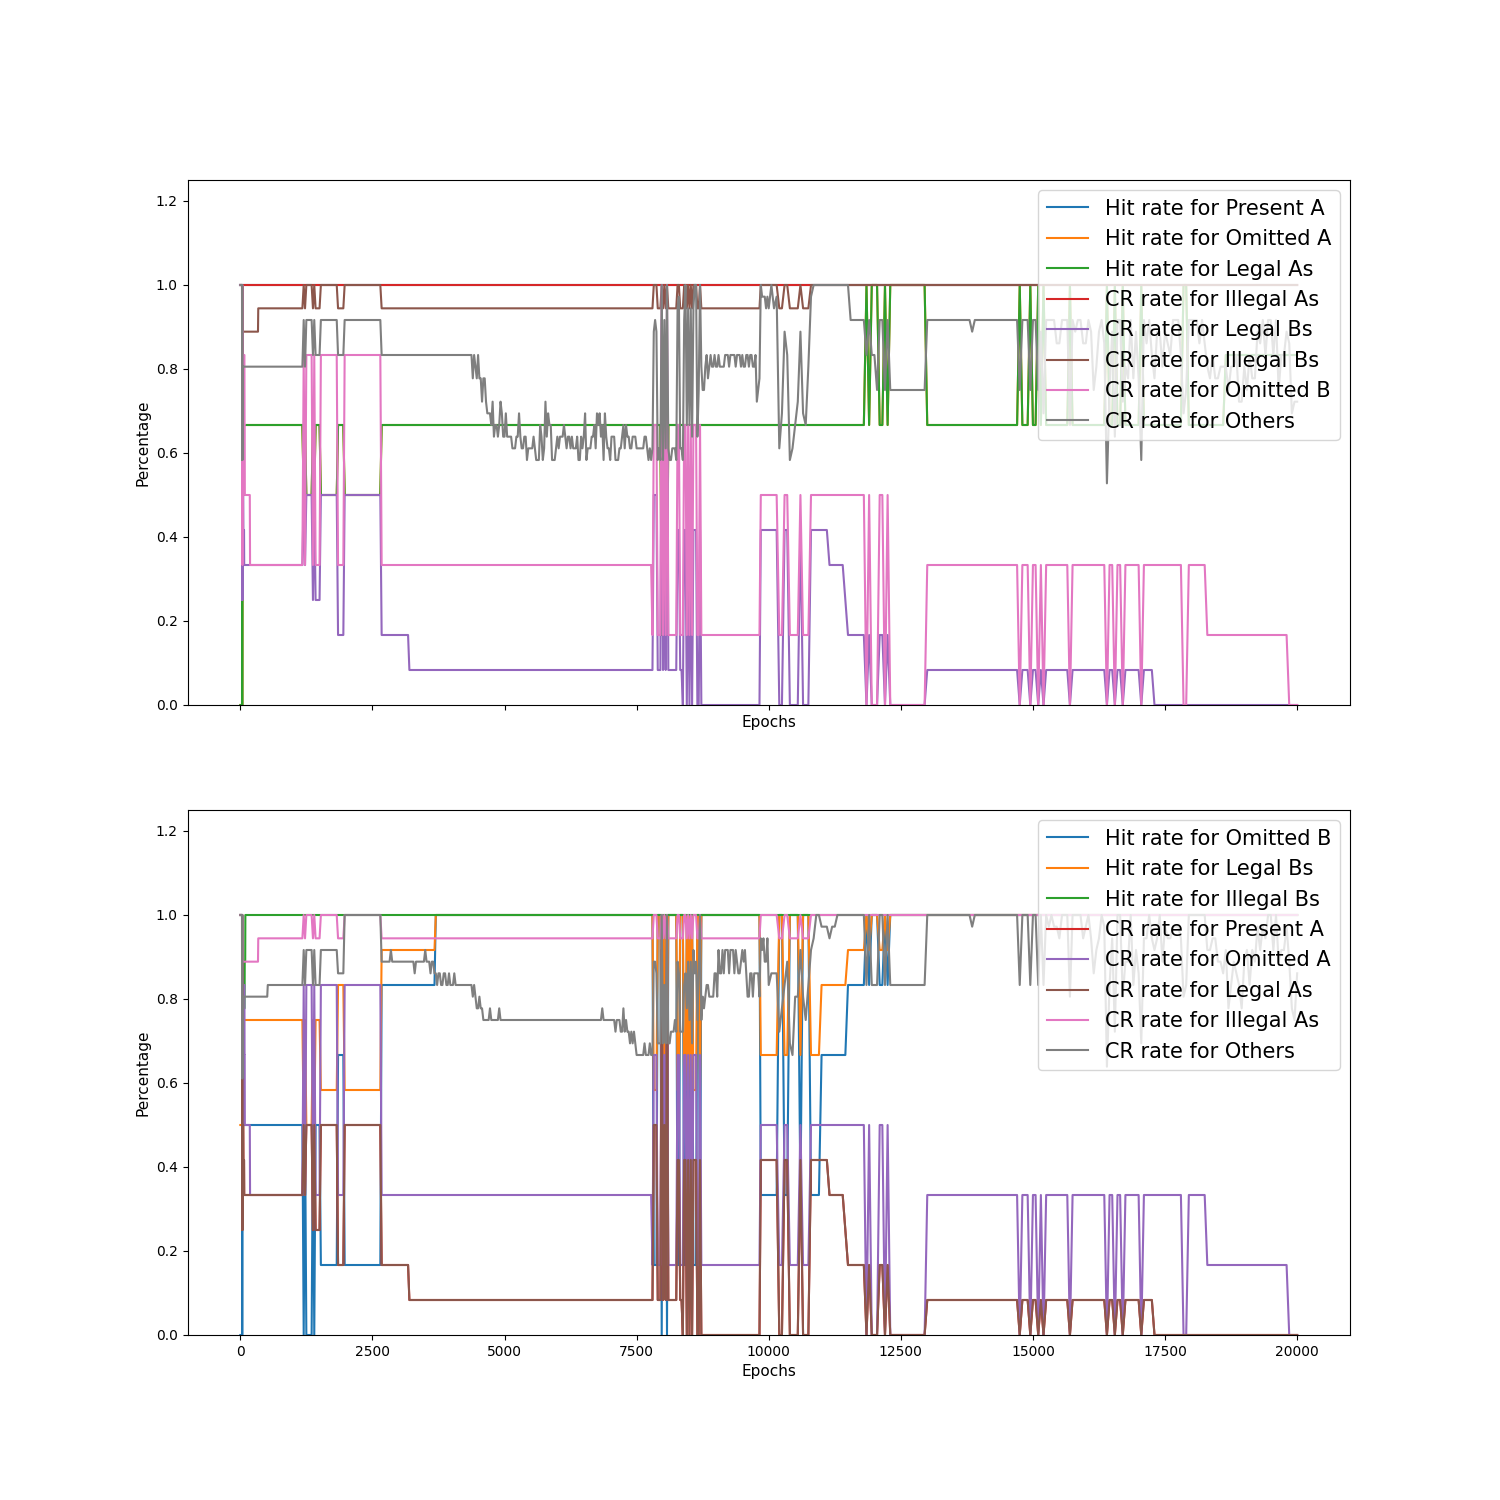 1.2
1.0
0.8
0.6
0.4
0.2
0.0
Percentage
Epochs
Hit rate for Present A
Hit rate for Omitted A
Hit rate for Legal As
CR rate for Illegal As
CR rate for Legal Bs
CR rate for Illegal Bs
CR rate for Omitted B
CR rate for Others
1.2
1.0
0.8
0.6
0.4
0.2
0.0
Percentage
Hit rate for Omitted B
Hit rate for Legal Bs
Hit rate for Illegal Bs
CR rate for Present A
CR rate for Omitted A
CR rate for Legal As
CR rate for Illegal As
CR rate for Others
0 2500 5000 7500 10000 12500 15000 17500 20000
Epochs